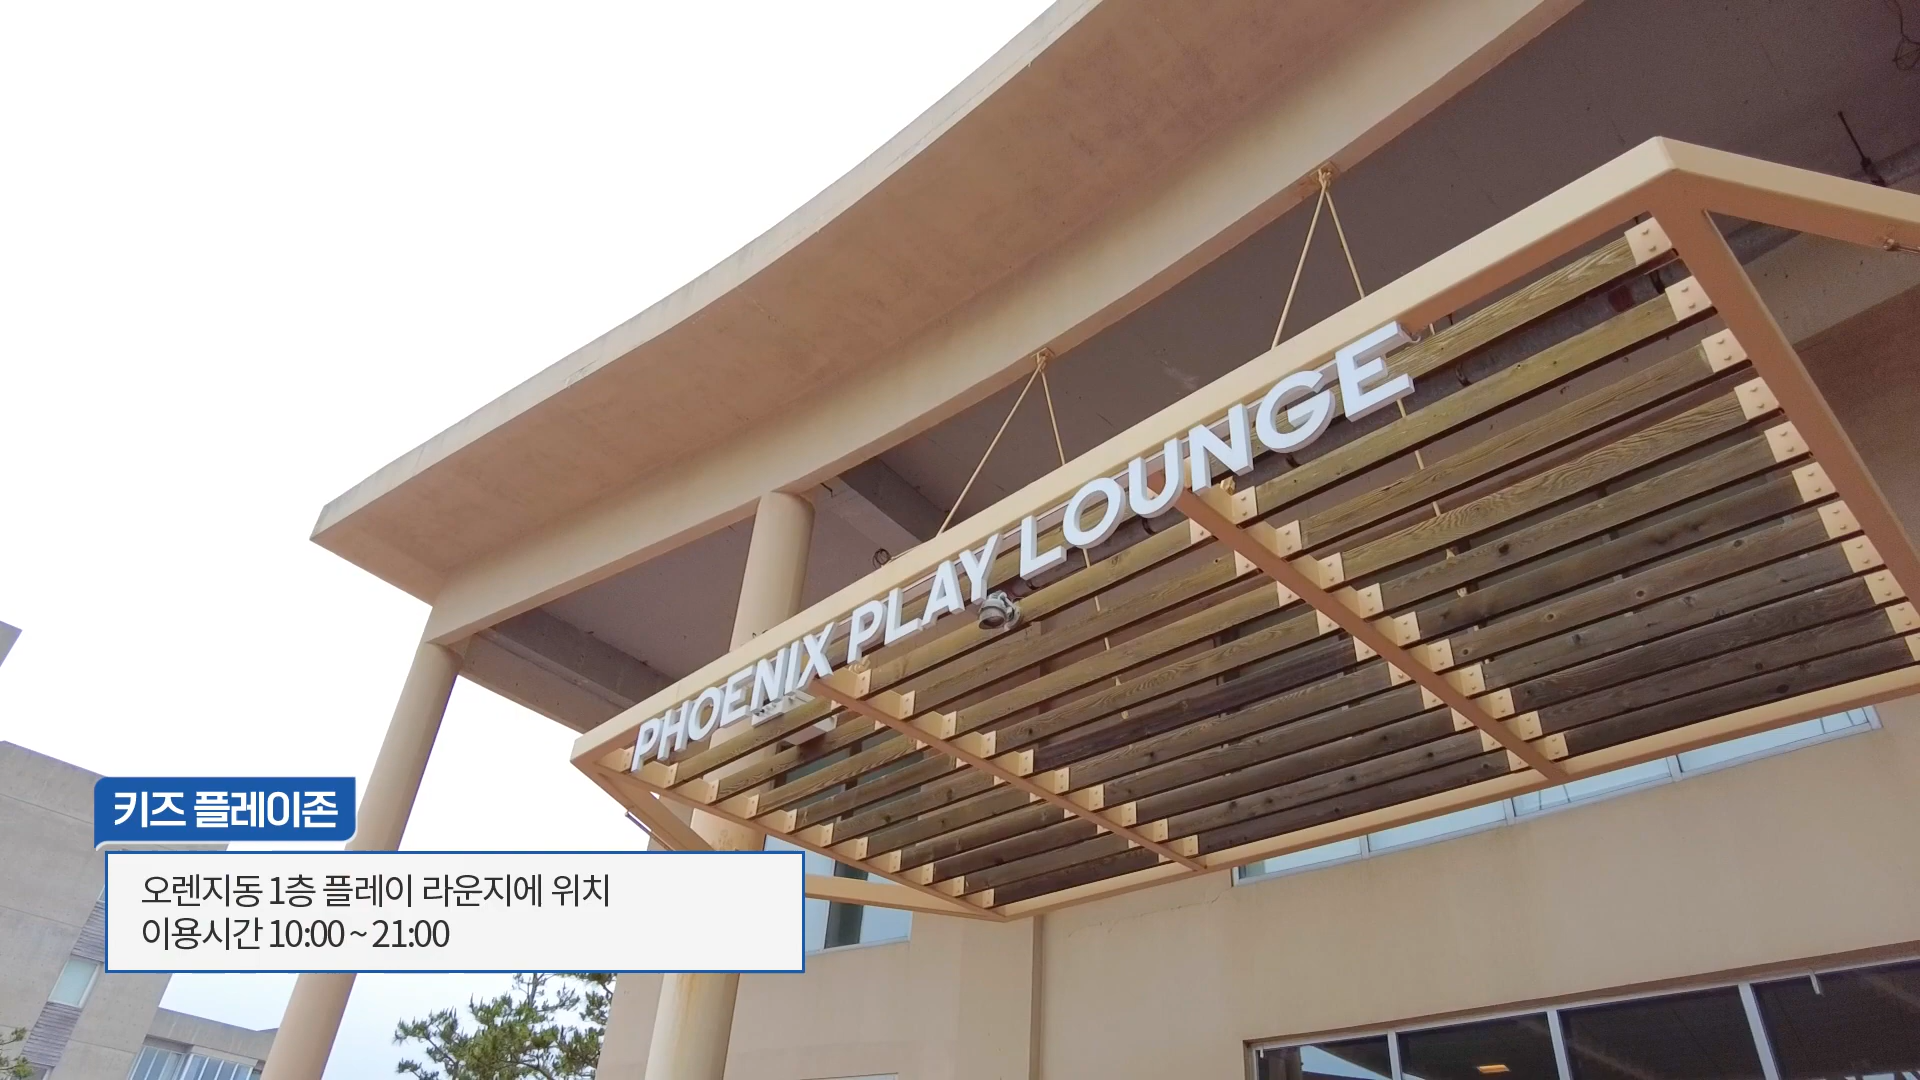 PHOENIX PLAY LOUNGE
키즈 플레이존
오렌지동 1층 플레이 라운지에 위치
이용시간 10:00 ~ 21:00